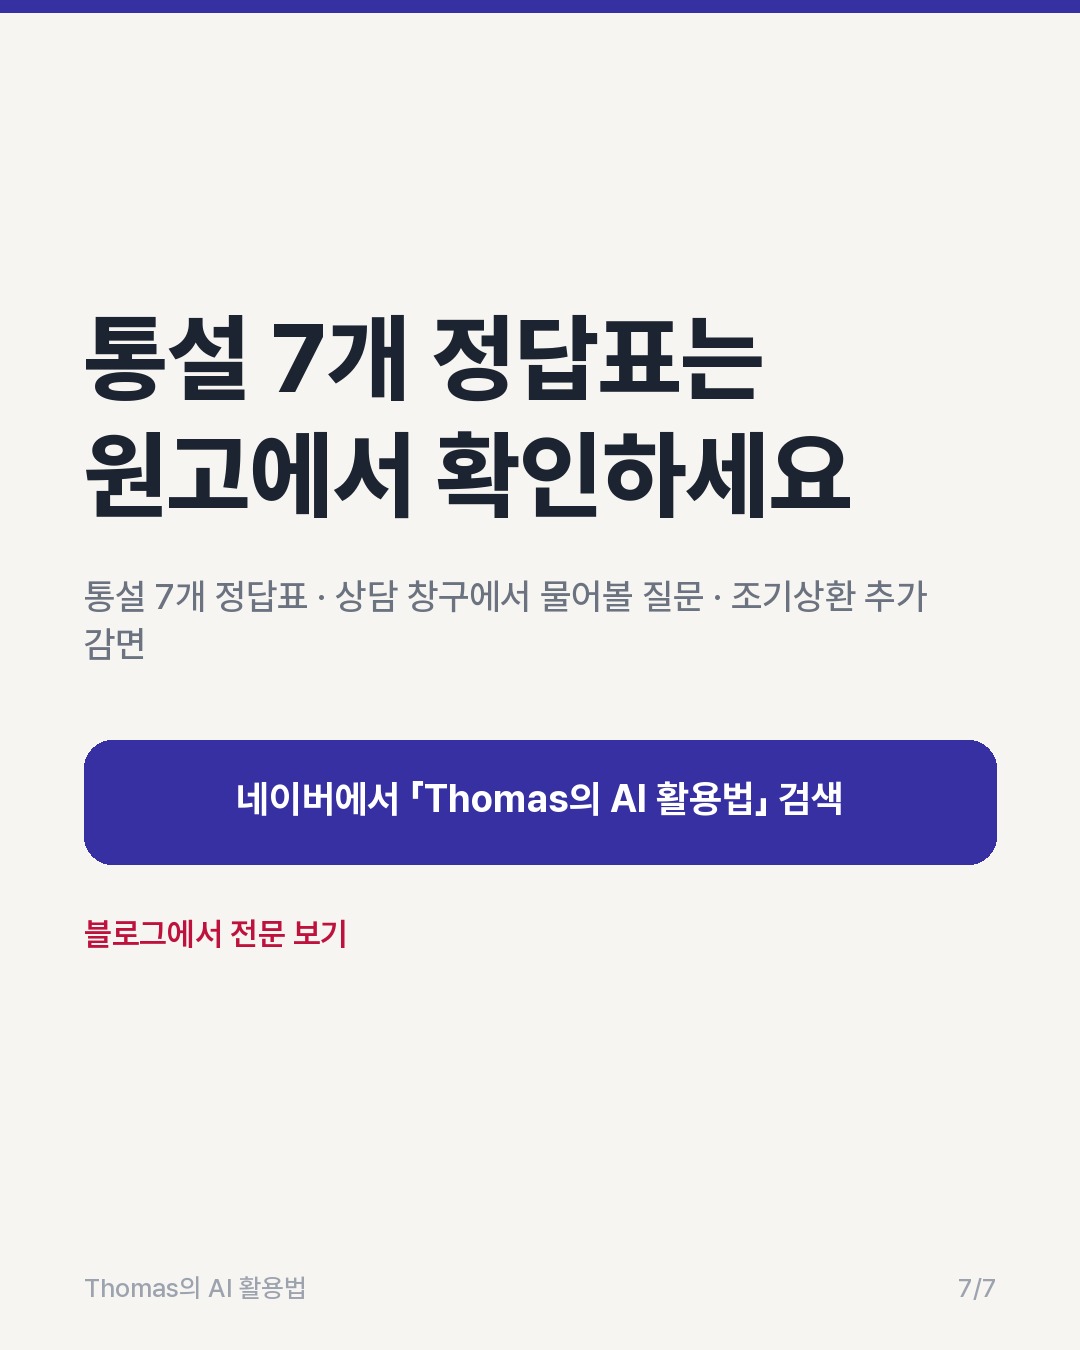 통설 7개 정답표는
원고에서 확인하세요
통설 7개 정답표 · 상담 창구에서 물어볼 질문 · 조기상환 추가
감면
네이버에서 「Thomas의 AI 활용법」 검색
블로그에서 전문 보기
Thomas의 AI 활용법
7/7